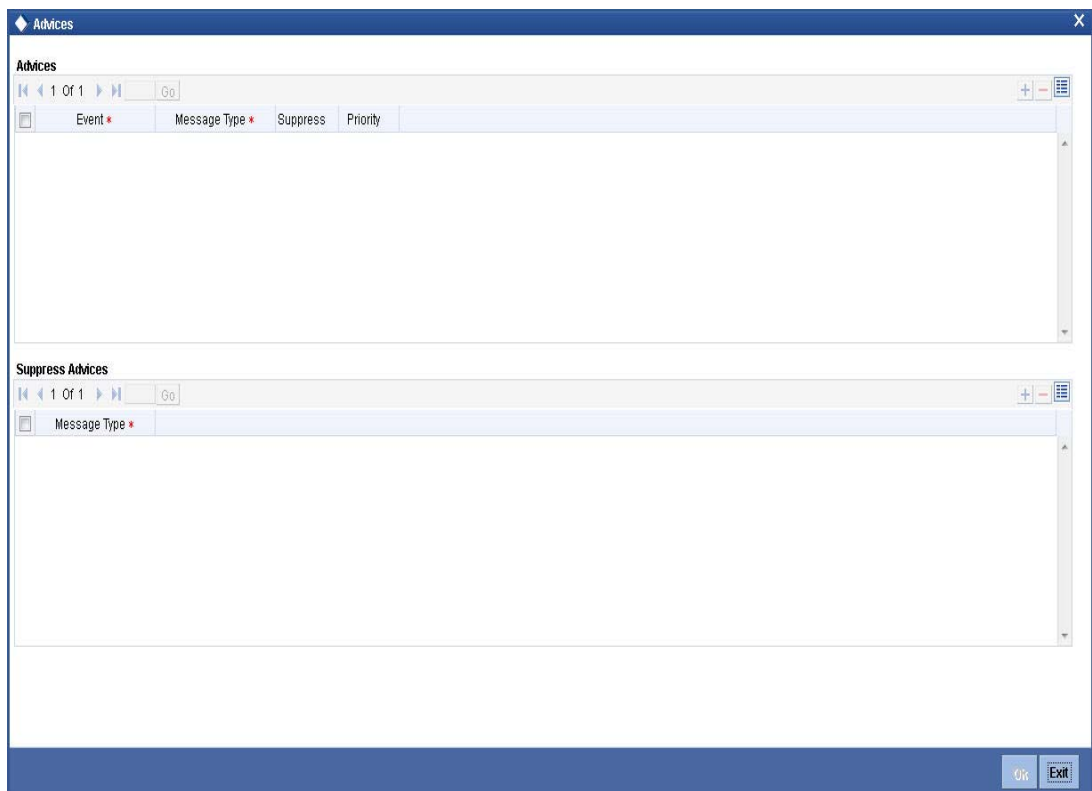 Advices X
Advices
1 Of 1 Go
Event * Message Type * Suppress Priority
Suppress Advices
1 Of 1 Go
Message Type *
Ok Exit